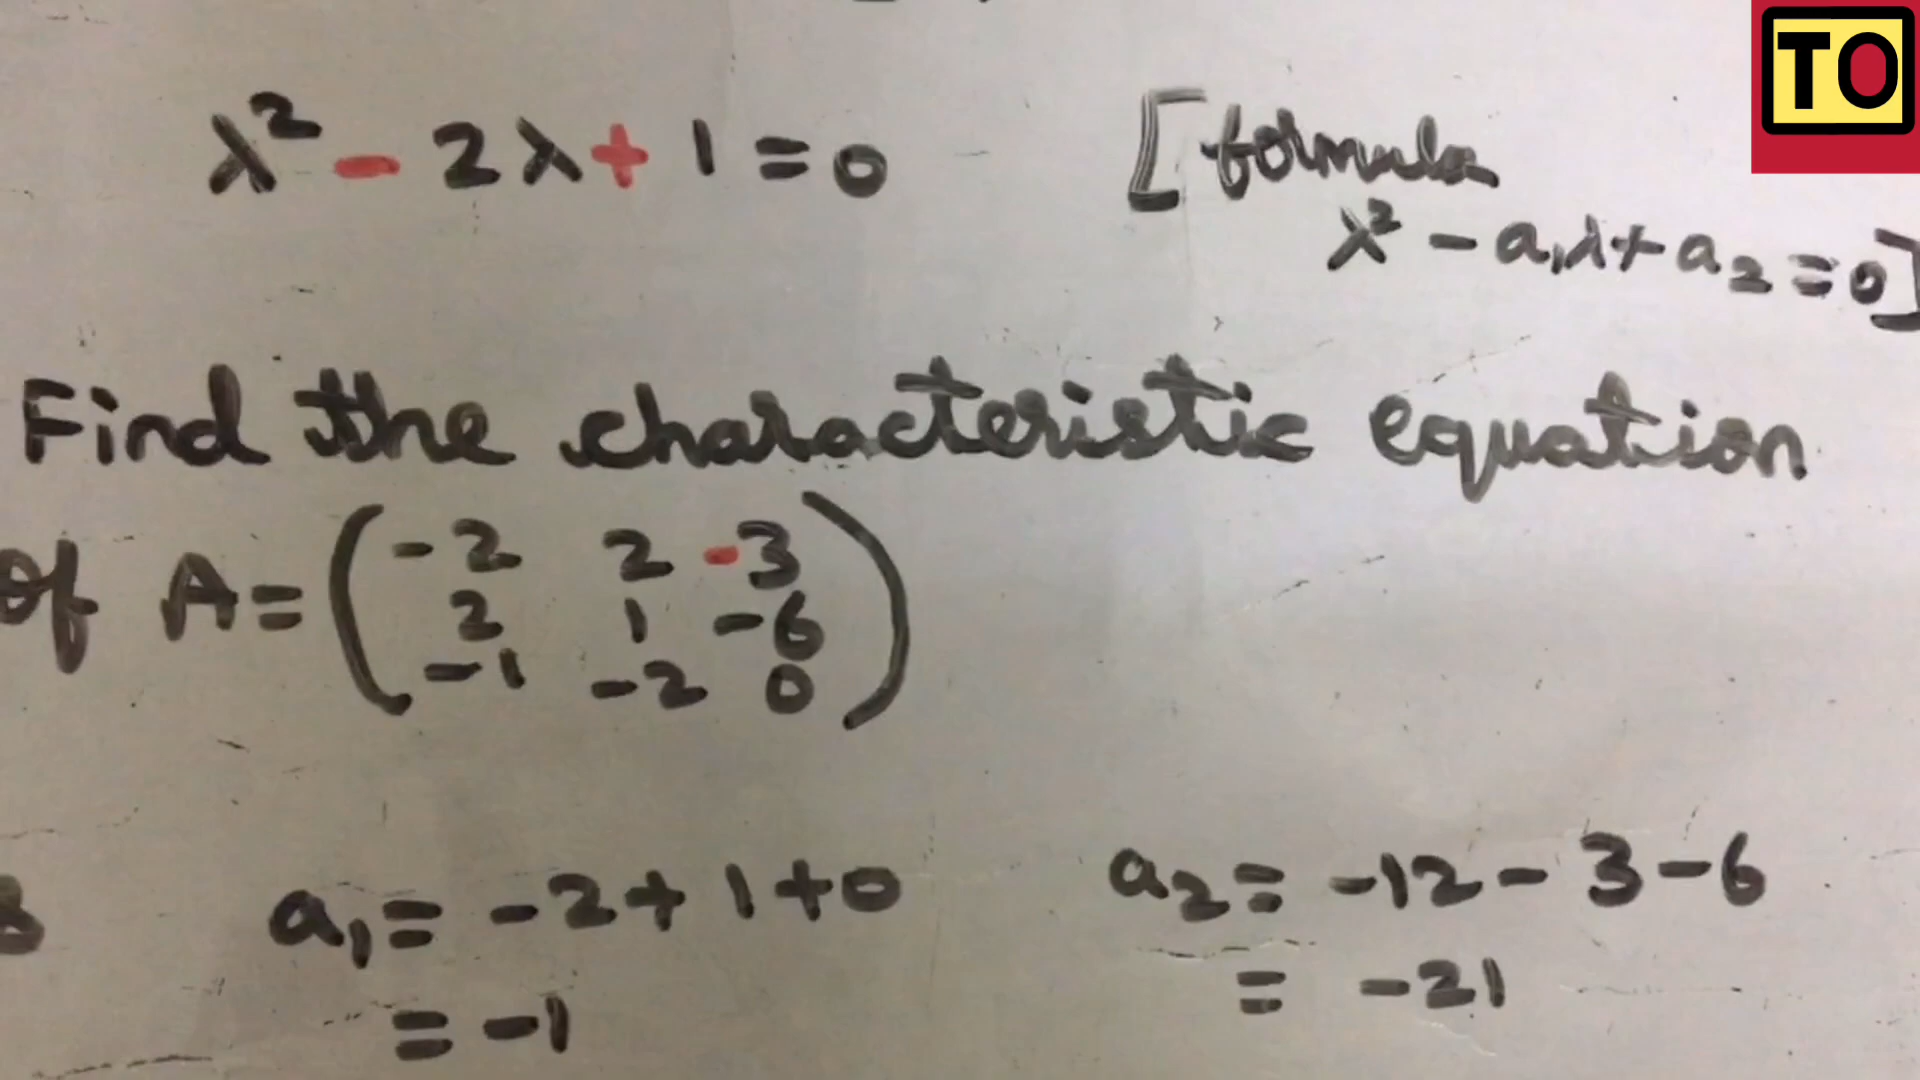 TO
λ² - 2λ + 1 = 0
[formula
λ² - a₁λ + a₂ = 0]
Find the characteristic equation
of A = (-2 2 -3
2 1 -6
-1 -2 0)
a₁ = -2 + 1 + 0
a₂ = -12 - 3 - 6
= -1
= -21